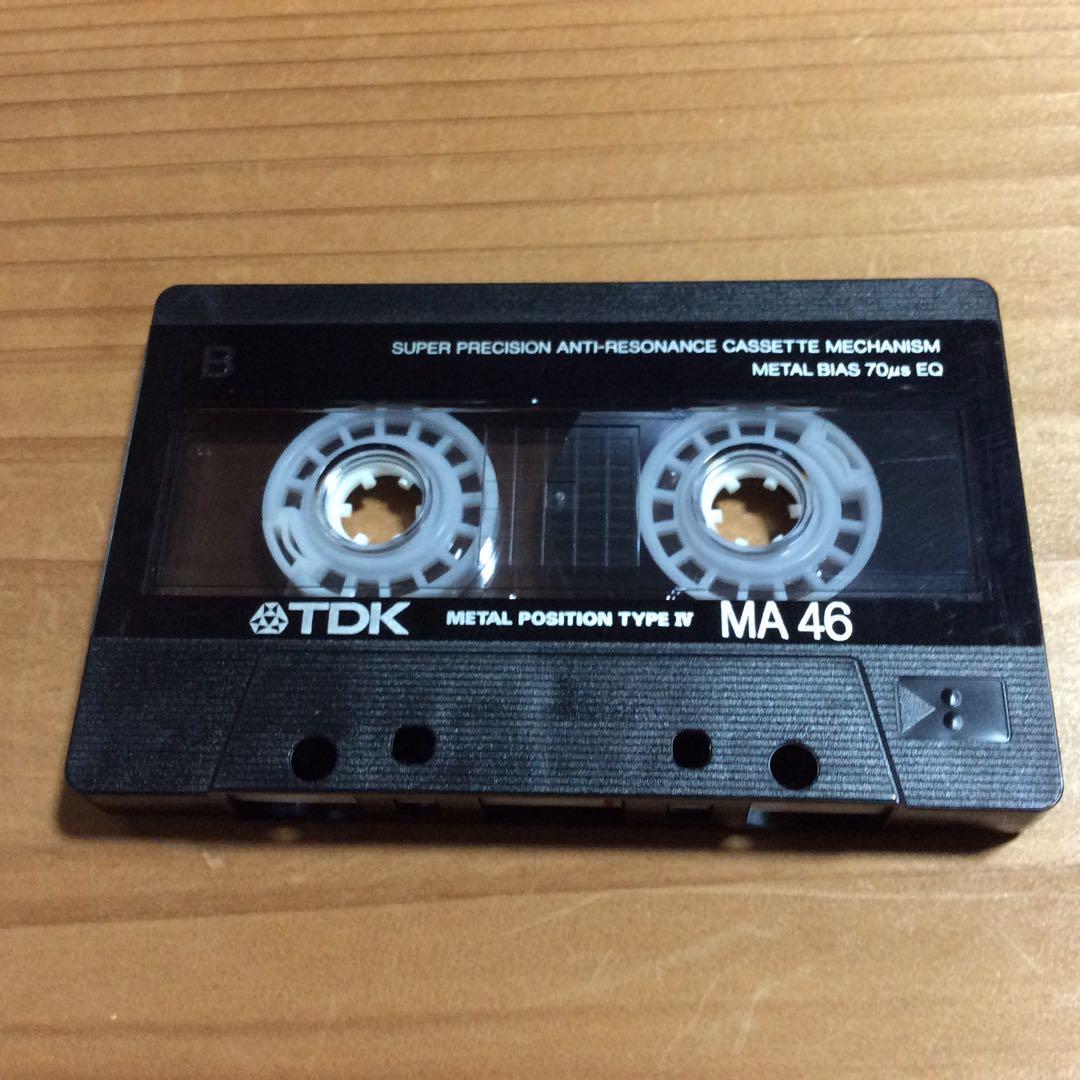 B
SUPER PRECISION ANTI-RESONANCE CASSETTE MECHANISM
METAL BIAS 70μs EQ
TDK METAL POSITION TYPE IV MA 46